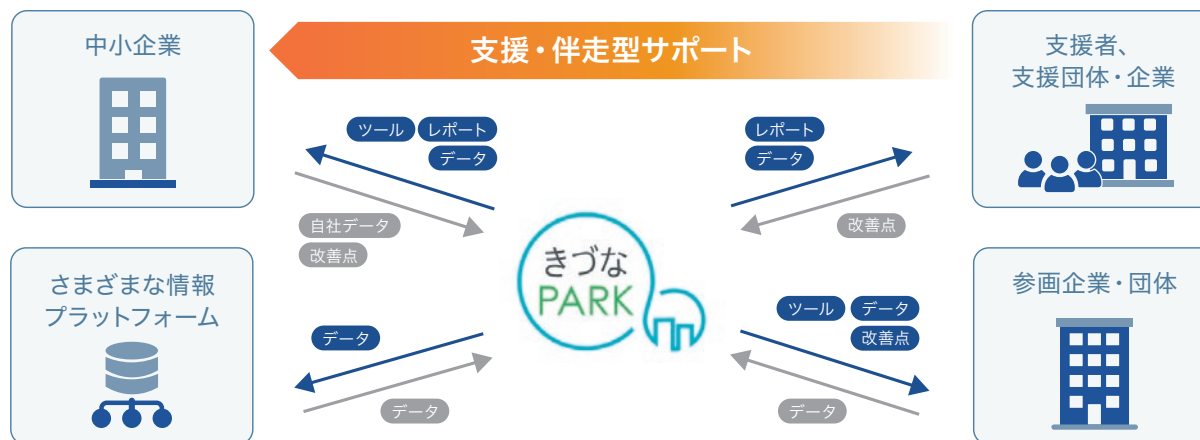 中小企業
支援・伴走型サポート
支援者、
支援団体・企業
ツール レポート
データ
レポート
データ
自社データ
改善点
改善点
きづな
PARK
さまざまな情報
プラットフォーム
参画企業・団体
データ
ツール データ
改善点
データ
データ